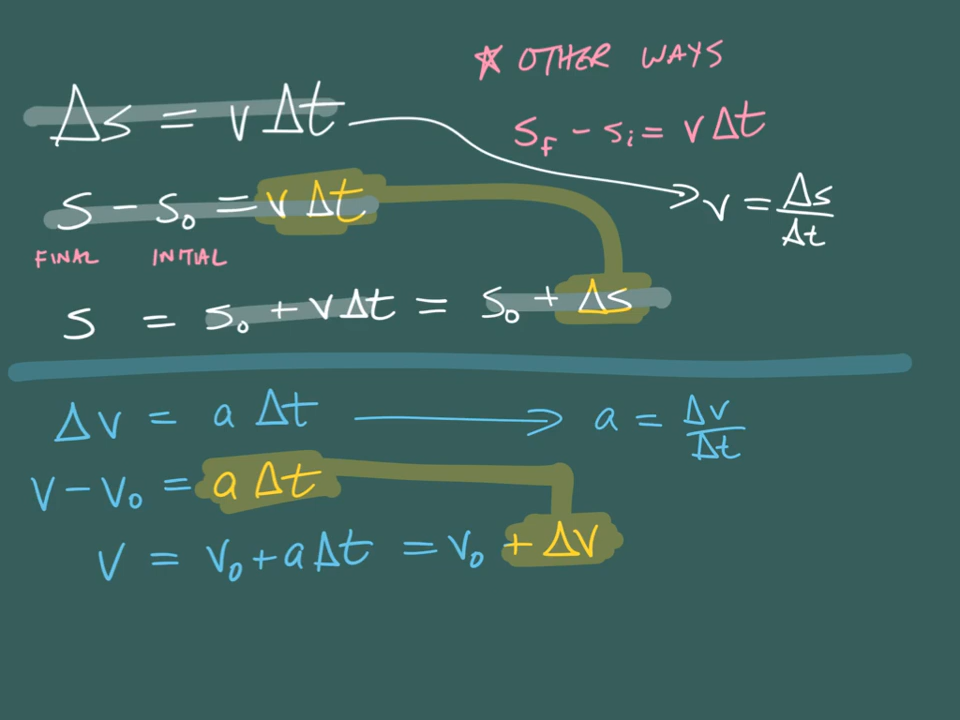 ★ OTHER WAYS
Δs = v Δt
s_f - s_i = v Δt
s - s₀ = v Δt
v = Δs/Δt
FINAL INITIAL
s = s₀ + v Δt = s₀ + Δs
Δv = a Δt → a = Δv/Δt
v - v₀ = a Δt
v = v₀ + a Δt = v₀ + Δv